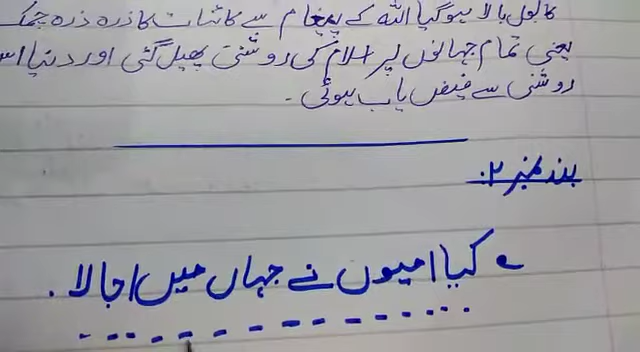 کا بول بالا ہو گیا اللہ کے پیغام سے کائنات کا ذرہ ذرہ چمک
یعنی تمام جہانوں پر اسلام کی روشنی پھیل گئی اور دنیا اس
روشنی سے فیض یاب ہوئی۔
بند نمبر ۲:
کیا امیوں نے جہاں میں اجالا۔